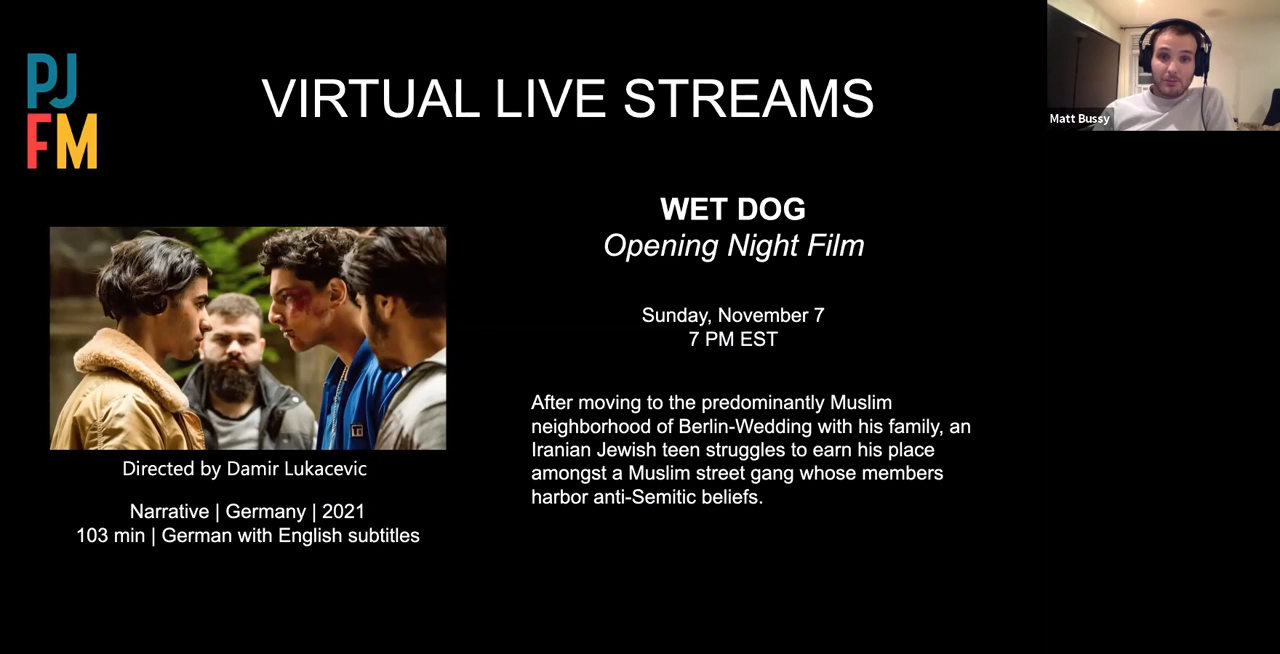 PJ
FM
VIRTUAL LIVE STREAMS
Matt Bussy
WET DOG
Opening Night Film
Sunday, November 7
7 PM EST
After moving to the predominantly Muslim
neighborhood of Berlin-Wedding with his family, an
Iranian Jewish teen struggles to earn his place
amongst a Muslim street gang whose members
harbor anti-Semitic beliefs.
Directed by Damir Lukacevic
Narrative | Germany | 2021
103 min | German with English subtitles